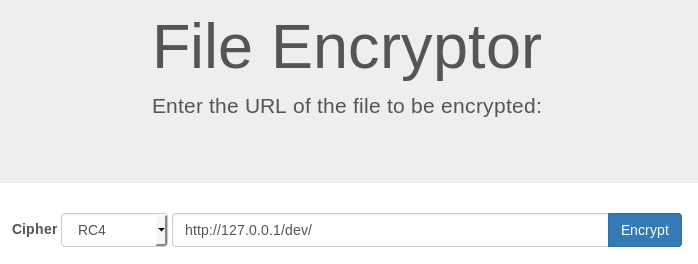 File Encryptor
Enter the URL of the file to be encrypted:
Cipher RC4 http://127.0.0.1/dev/ Encrypt